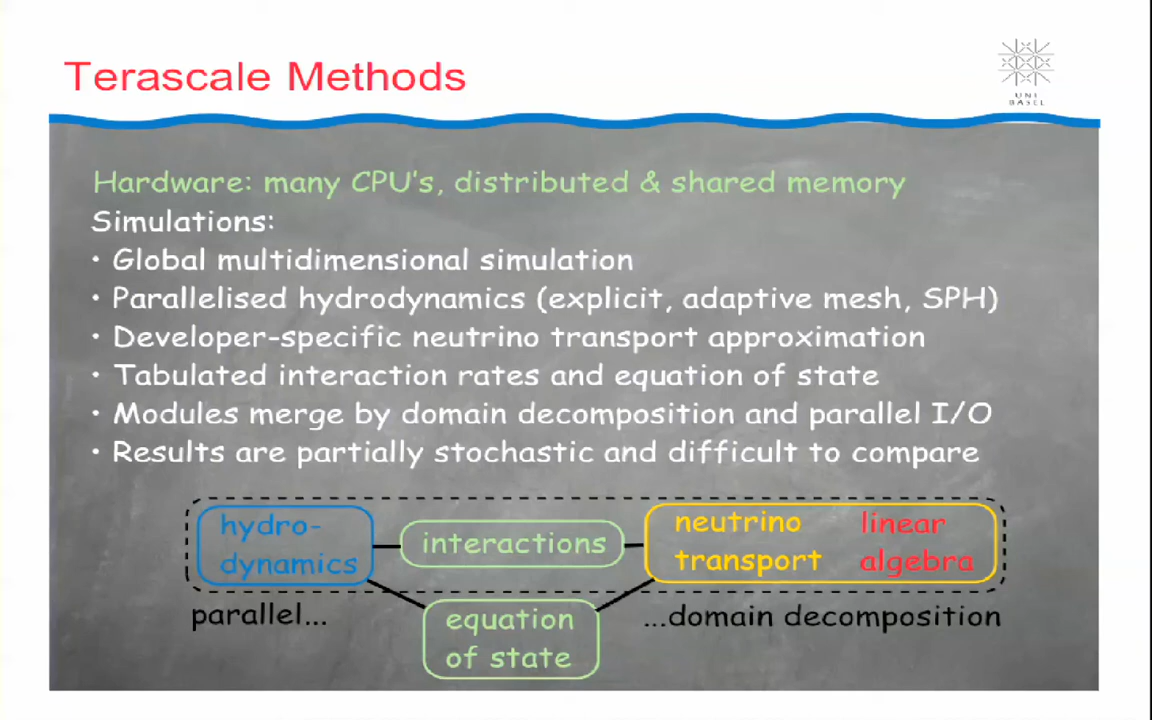 Terascale Methods
UNI
BASEL
Hardware: many CPU's, distributed & shared memory
Simulations:
• Global multidimensional simulation
• Parallelised hydrodynamics (explicit, adaptive mesh, SPH)
• Developer-specific neutrino transport approximation
• Tabulated interaction rates and equation of state
• Modules merge by domain decomposition and parallel I/O
• Results are partially stochastic and difficult to compare
hydro-
dynamics
interactions
neutrino
transport
linear
algebra
parallel...
equation
of state
...domain decomposition